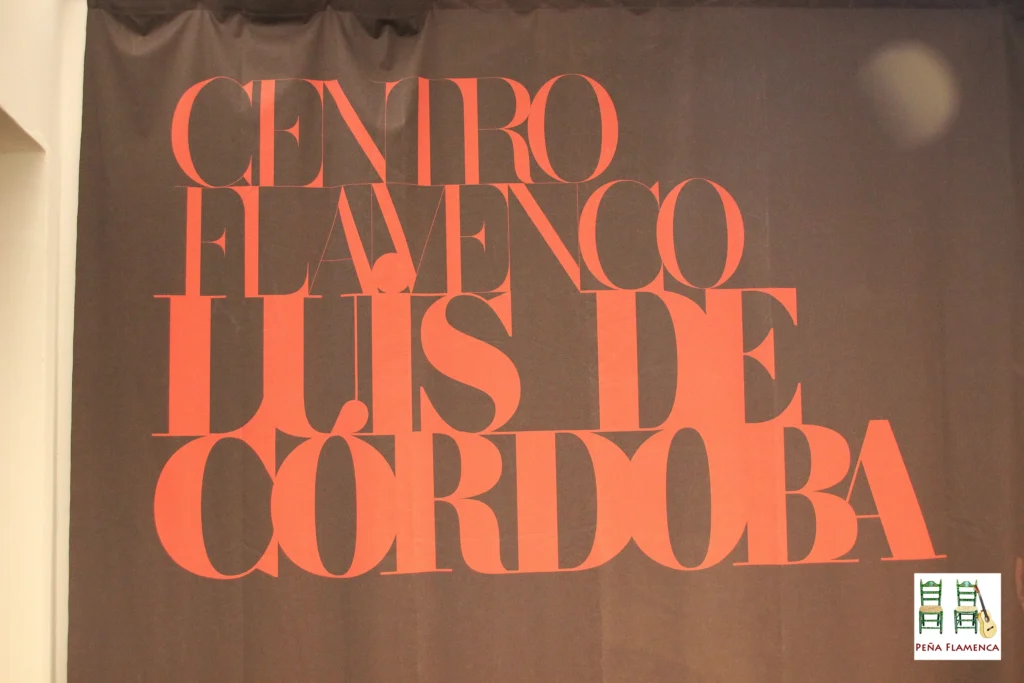 CENTRO
FLAMENCO
LUIS DE
CÓRDOBA
PEÑA FLAMENCA